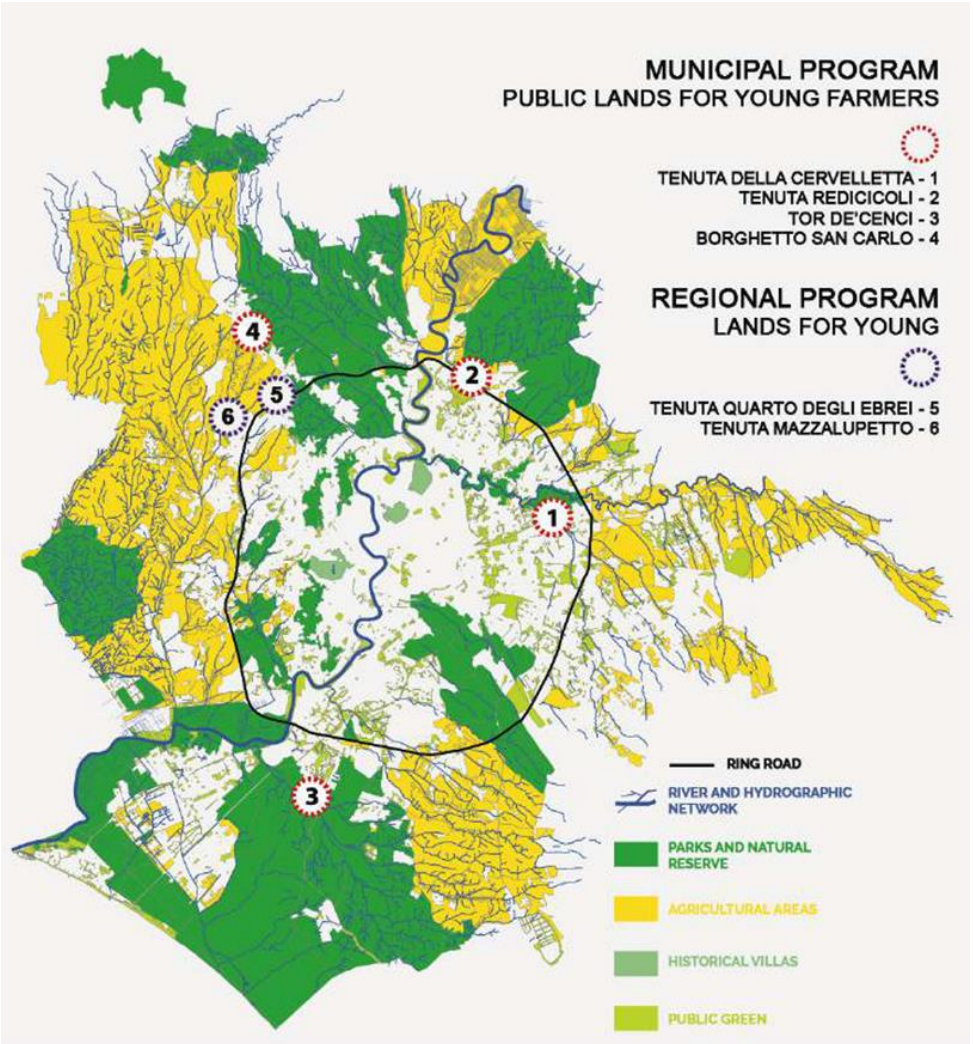 MUNICIPAL PROGRAM
PUBLIC LANDS FOR YOUNG FARMERS
TENUTA DELLA CERVELLETTA - 1
TENUTA REDICICOLI - 2
TOR DE'CENCI - 3
BORGHETTO SAN CARLO - 4
REGIONAL PROGRAM
LANDS FOR YOUNG
TENUTA QUARTO DEGLI EBREI - 5
TENUTA MAZZALUPETTO - 6
4
2
5
6
1
3
RING ROAD
RIVER AND HYDROGRAPHIC
NETWORK
PARKS AND NATURAL
RESERVE
AGRICULTURAL AREAS
HISTORICAL VILLAS
PUBLIC GREEN